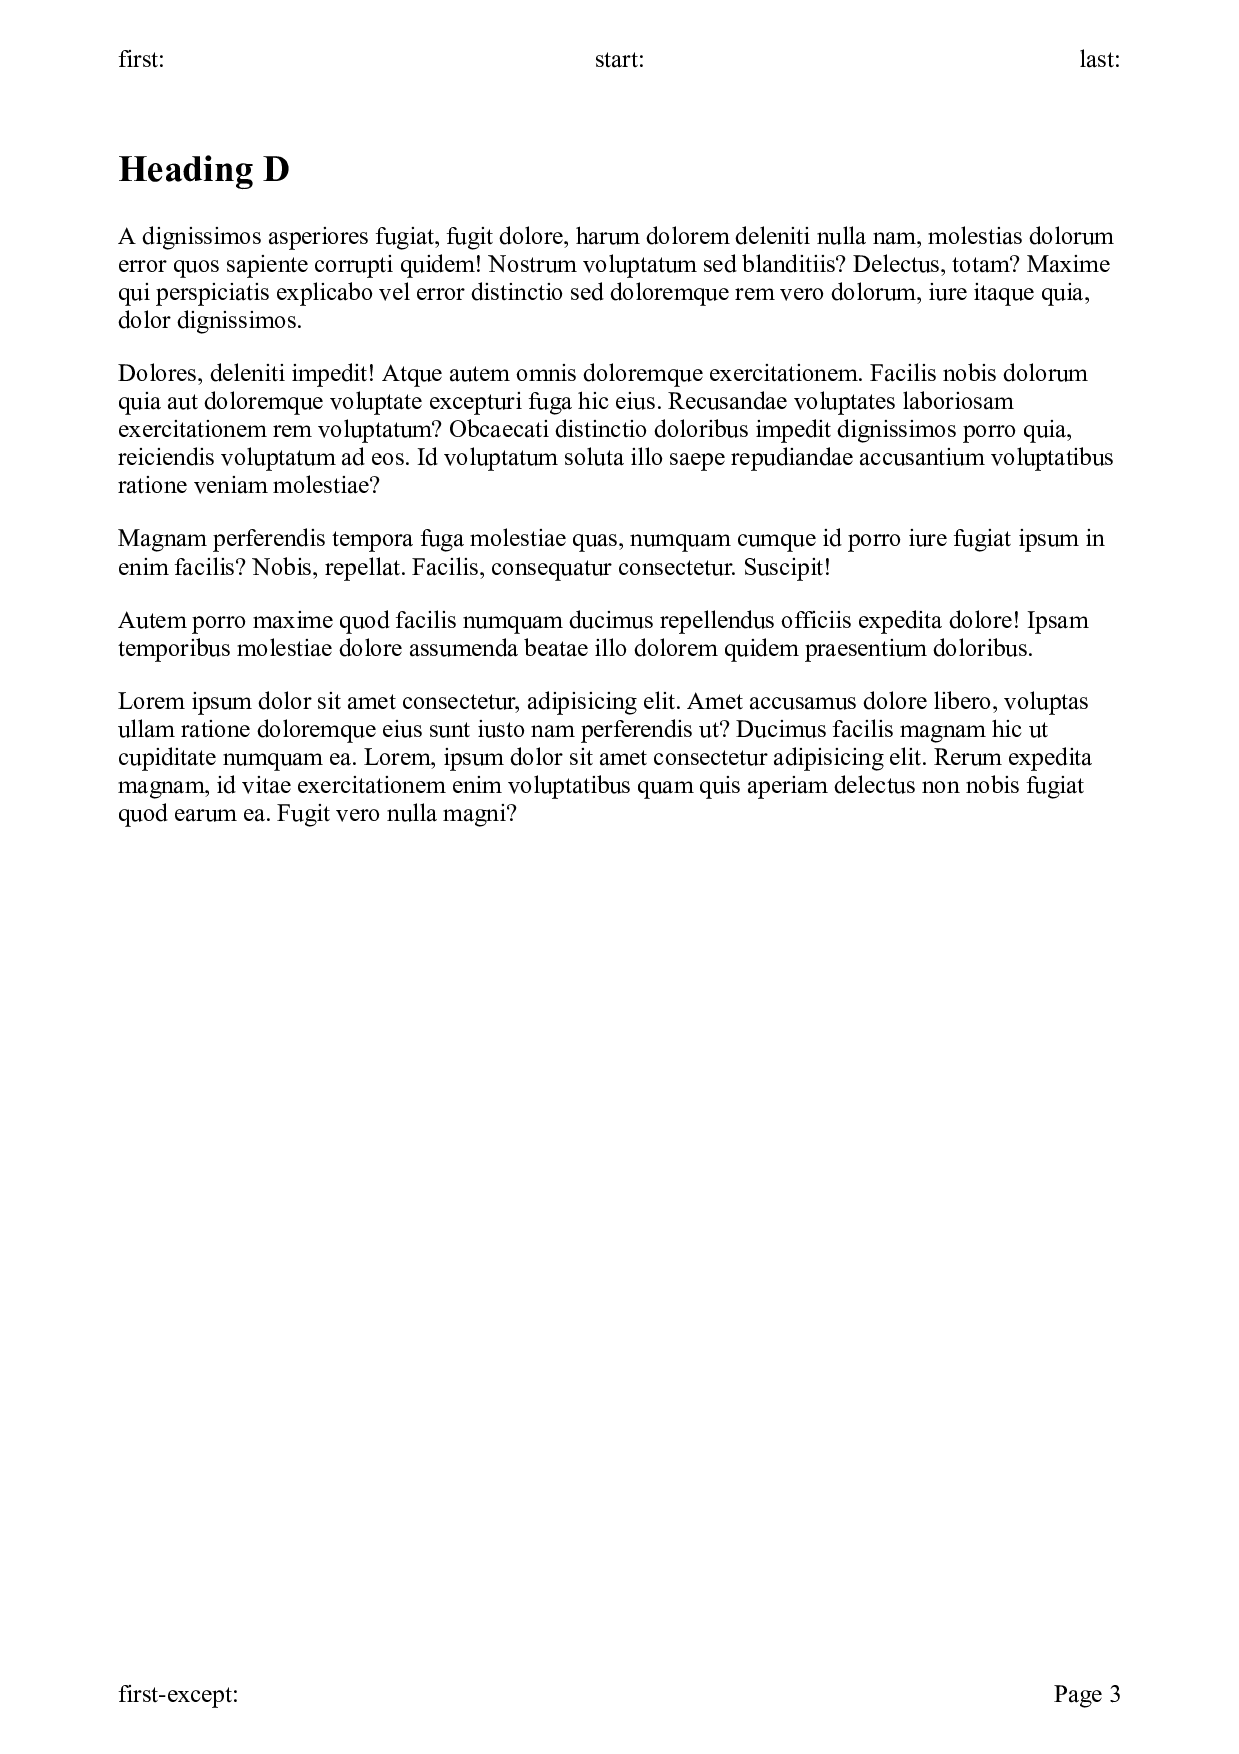 first: start: last:
Heading D
A dignissimos asperiores fugiat, fugit dolore, harum dolorem deleniti nulla nam, molestias dolorum
error quos sapiente corrupti quidem! Nostrum voluptatum sed blanditiis? Delectus, totam? Maxime
qui perspiciatis explicabo vel error distinctio sed doloremque rem vero dolorum, iure itaque quia,
dolor dignissimos.
Dolores, deleniti impedit! Atque autem omnis doloremque exercitationem. Facilis nobis dolorum
quia aut doloremque voluptate excepturi fuga hic eius. Recusandae voluptates laboriosam
exercitationem rem voluptatum? Obcaecati distinctio doloribus impedit dignissimos porro quia,
reiciendis voluptatum ad eos. Id voluptatum soluta illo saepe repudiandae accusantium voluptatibus
ratione veniam molestiae?
Magnam perferendis tempora fuga molestiae quas, numquam cumque id porro iure fugiat ipsum in
enim facilis? Nobis, repellat. Facilis, consequatur consectetur. Suscipit!
Autem porro maxime quod facilis numquam ducimus repellendus officiis expedita dolore! Ipsam
temporibus molestiae dolore assumenda beatae illo dolorem quidem praesentium doloribus.
Lorem ipsum dolor sit amet consectetur, adipisicing elit. Amet accusamus dolore libero, voluptas
ullam ratione doloremque eius sunt iusto nam perferendis ut? Ducimus facilis magnam hic ut
cupiditate numquam ea. Lorem, ipsum dolor sit amet consectetur adipisicing elit. Rerum expedita
magnam, id vitae exercitationem enim voluptatibus quam quis aperiam delectus non nobis fugiat
quod earum ea. Fugit vero nulla magni?
first-except: Page 3